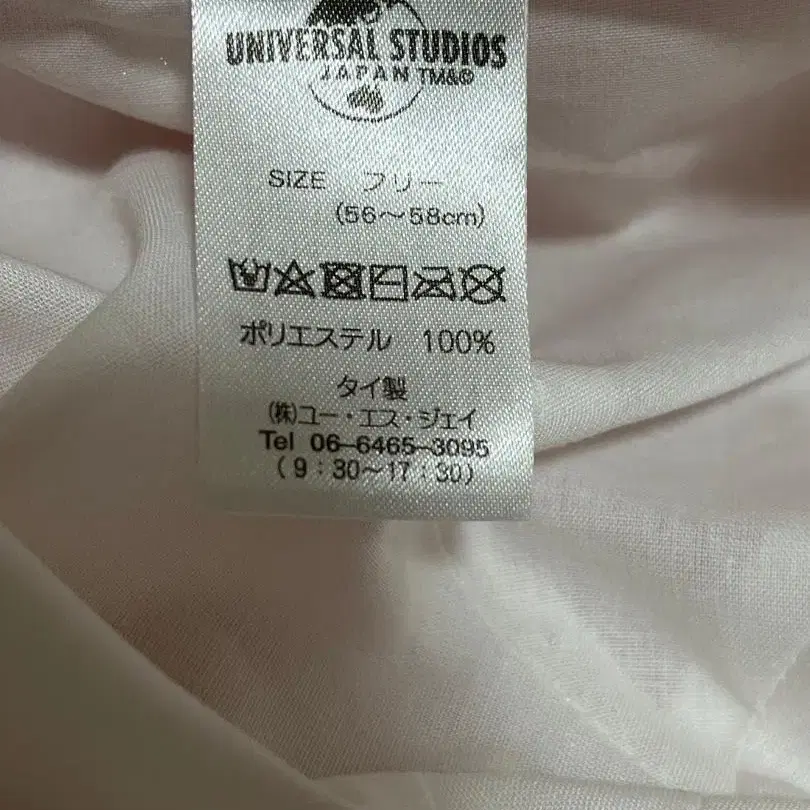 UNIVERSAL STUDIOS
JAPAN TM&©
SIZE フリー
(56～58cm)
ポリエステル 100%
タイ製
(株)ユー・エス・ジェイ
Tel 06-6465-3095
(9:30～17:30)